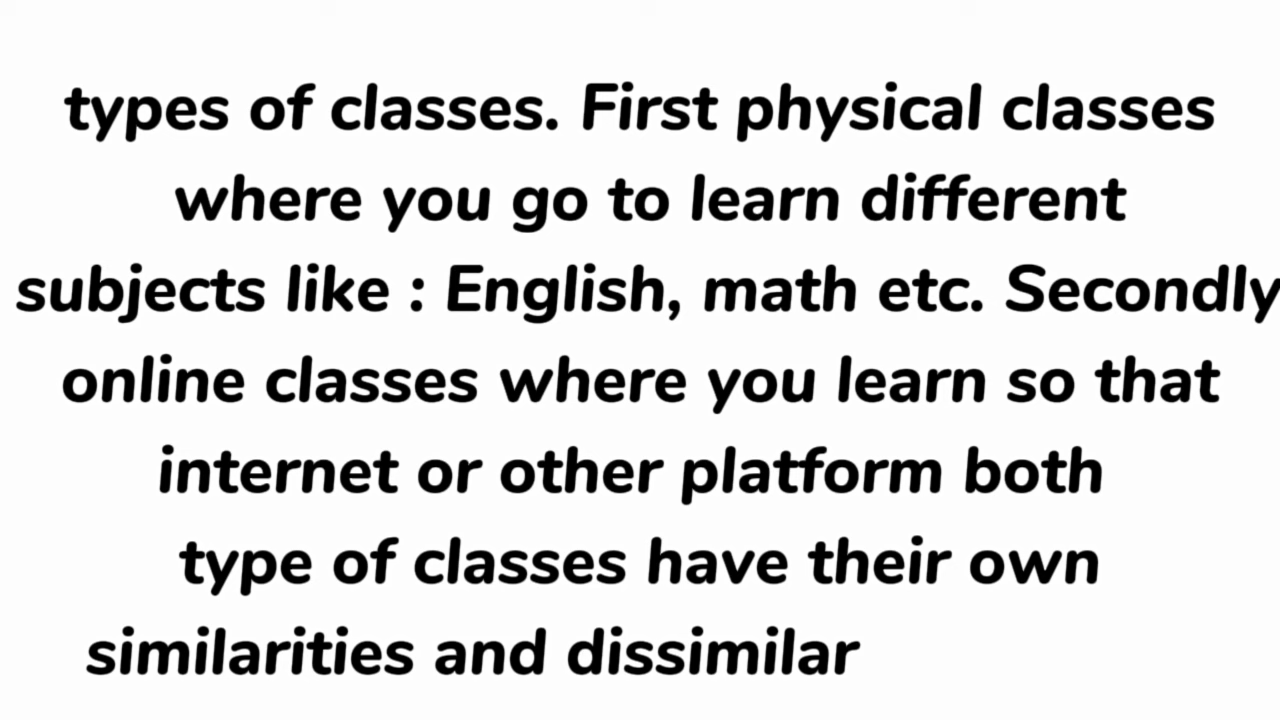 types of classes. First physical classes
where you go to learn different
subjects like : English, math etc. Secondly
online classes where you learn so that
internet or other platform both
type of classes have their own
similarities and dissimilar